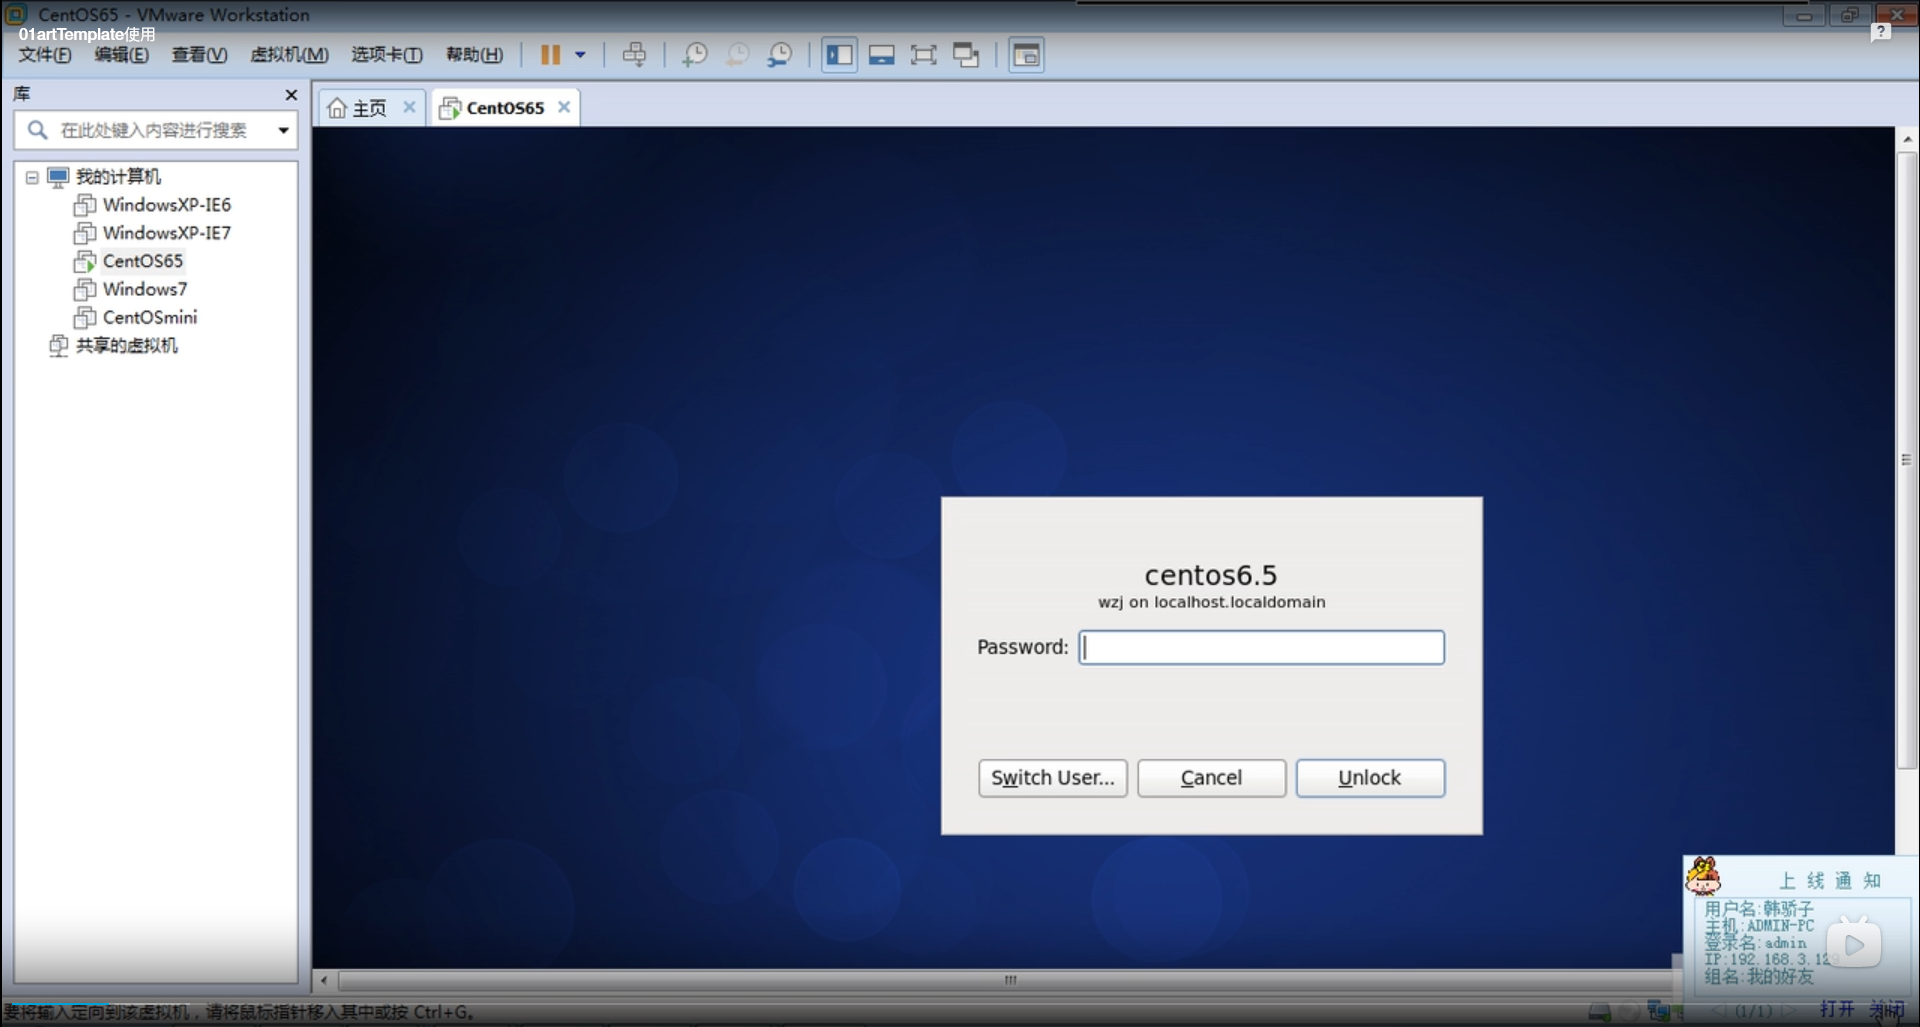 CentOS65 - VMware Workstation
01artTemplate使用
文件(F) 编辑(E) 查看(V) 虚拟机(M) 选项卡(T) 帮助(H)
库
在此处键入内容进行搜索
我的计算机
WindowsXP-IE6
WindowsXP-IE7
CentOS65
Windows7
CentOSmini
共享的虚拟机
主页
CentOS65
centos6.5
wzj on localhost.localdomain
Password:
Switch User... Cancel Unlock
上线通知
用户名:韩骄子
主机:ADMIN-PC
登录名:admin
IP:192.168.3.129
组名:我的好友
(1/1) 打开 关闭
要将输入定向到该虚拟机，请将鼠标指针移入其中或按 Ctrl+G。